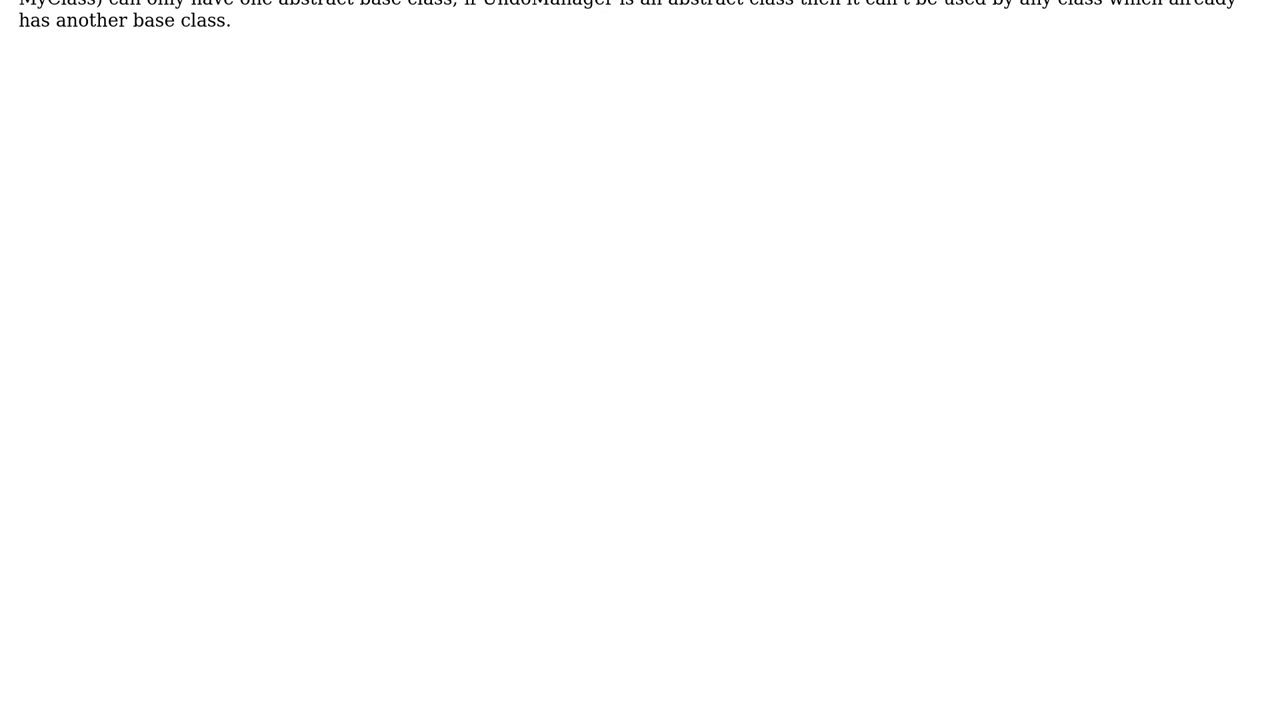 MyClass) can only have one abstract base class, if UndoManager is an abstract class then it can't be used by any class which already
has another base class.